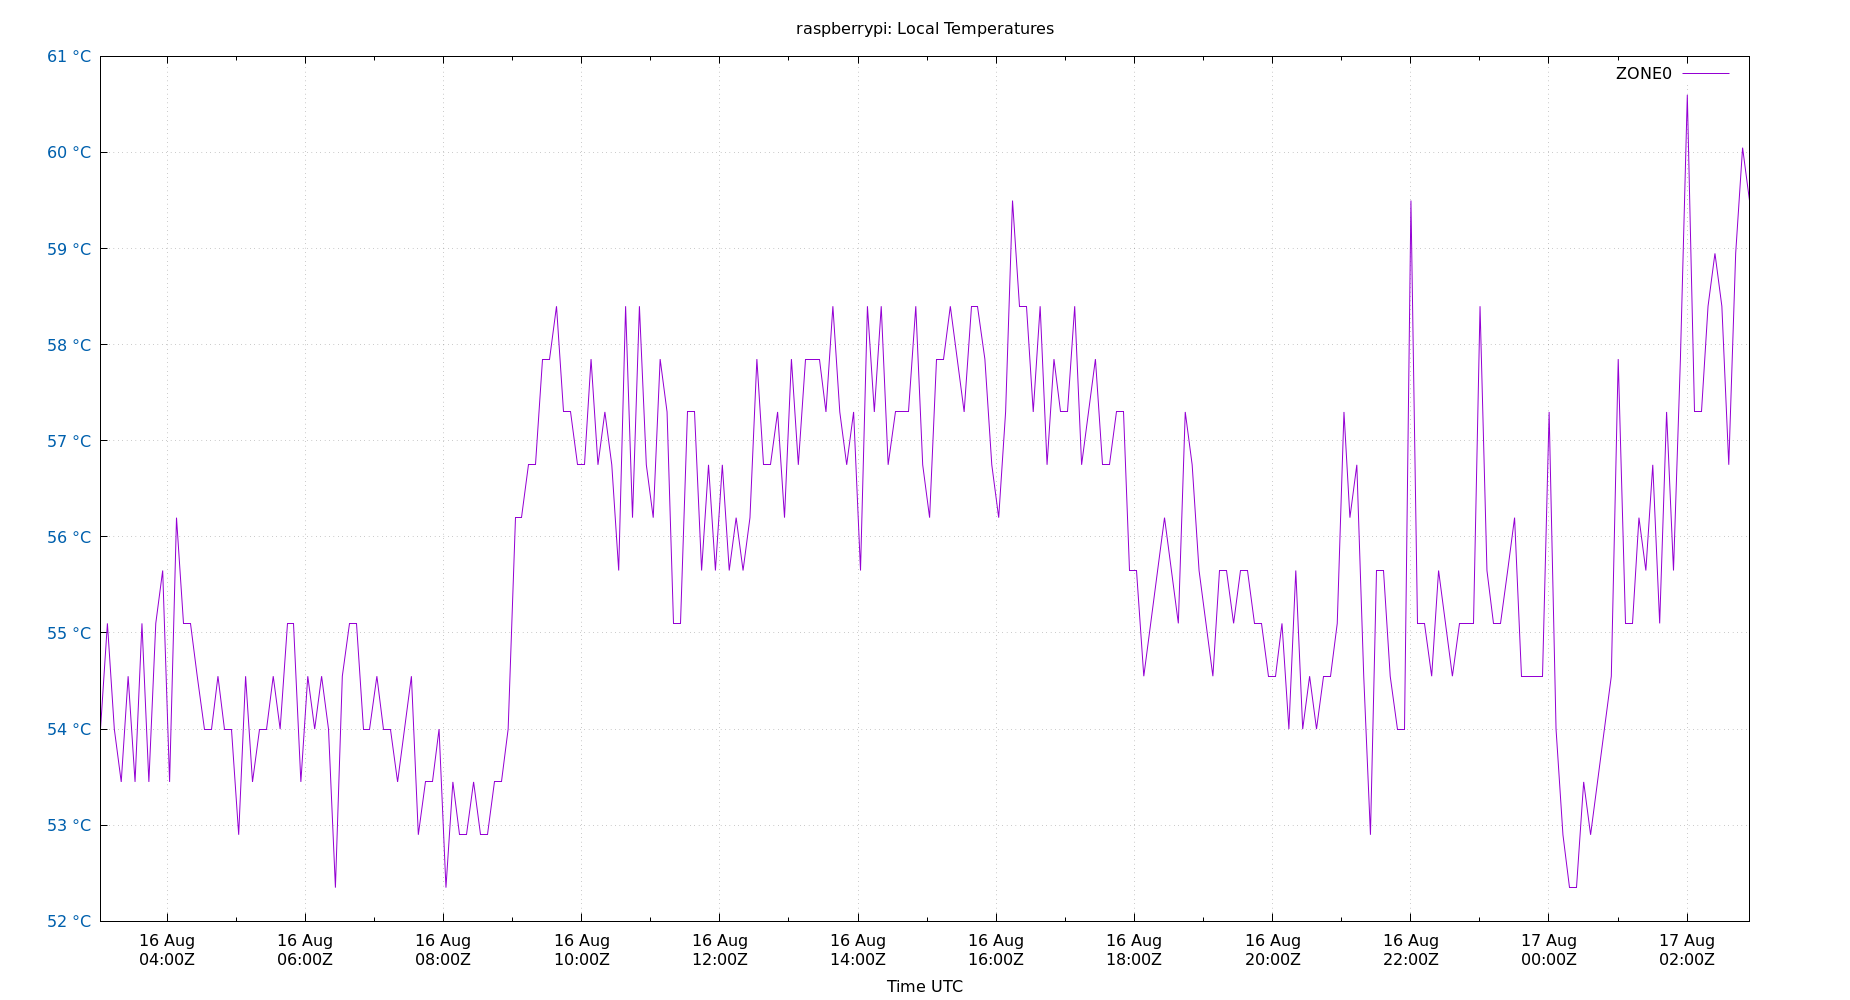 raspberrypi: Local Temperatures
61 °C
ZONE0
60 °C
59 °C
58 °C
57 °C
56 °C
55 °C
54 °C
53 °C
52 °C
16 Aug 16 Aug 16 Aug 16 Aug 16 Aug 16 Aug 16 Aug 16 Aug 16 Aug 16 Aug 17 Aug 17 Aug
04:00Z 06:00Z 08:00Z 10:00Z 12:00Z 14:00Z 16:00Z 18:00Z 20:00Z 22:00Z 00:00Z 02:00Z
Time UTC